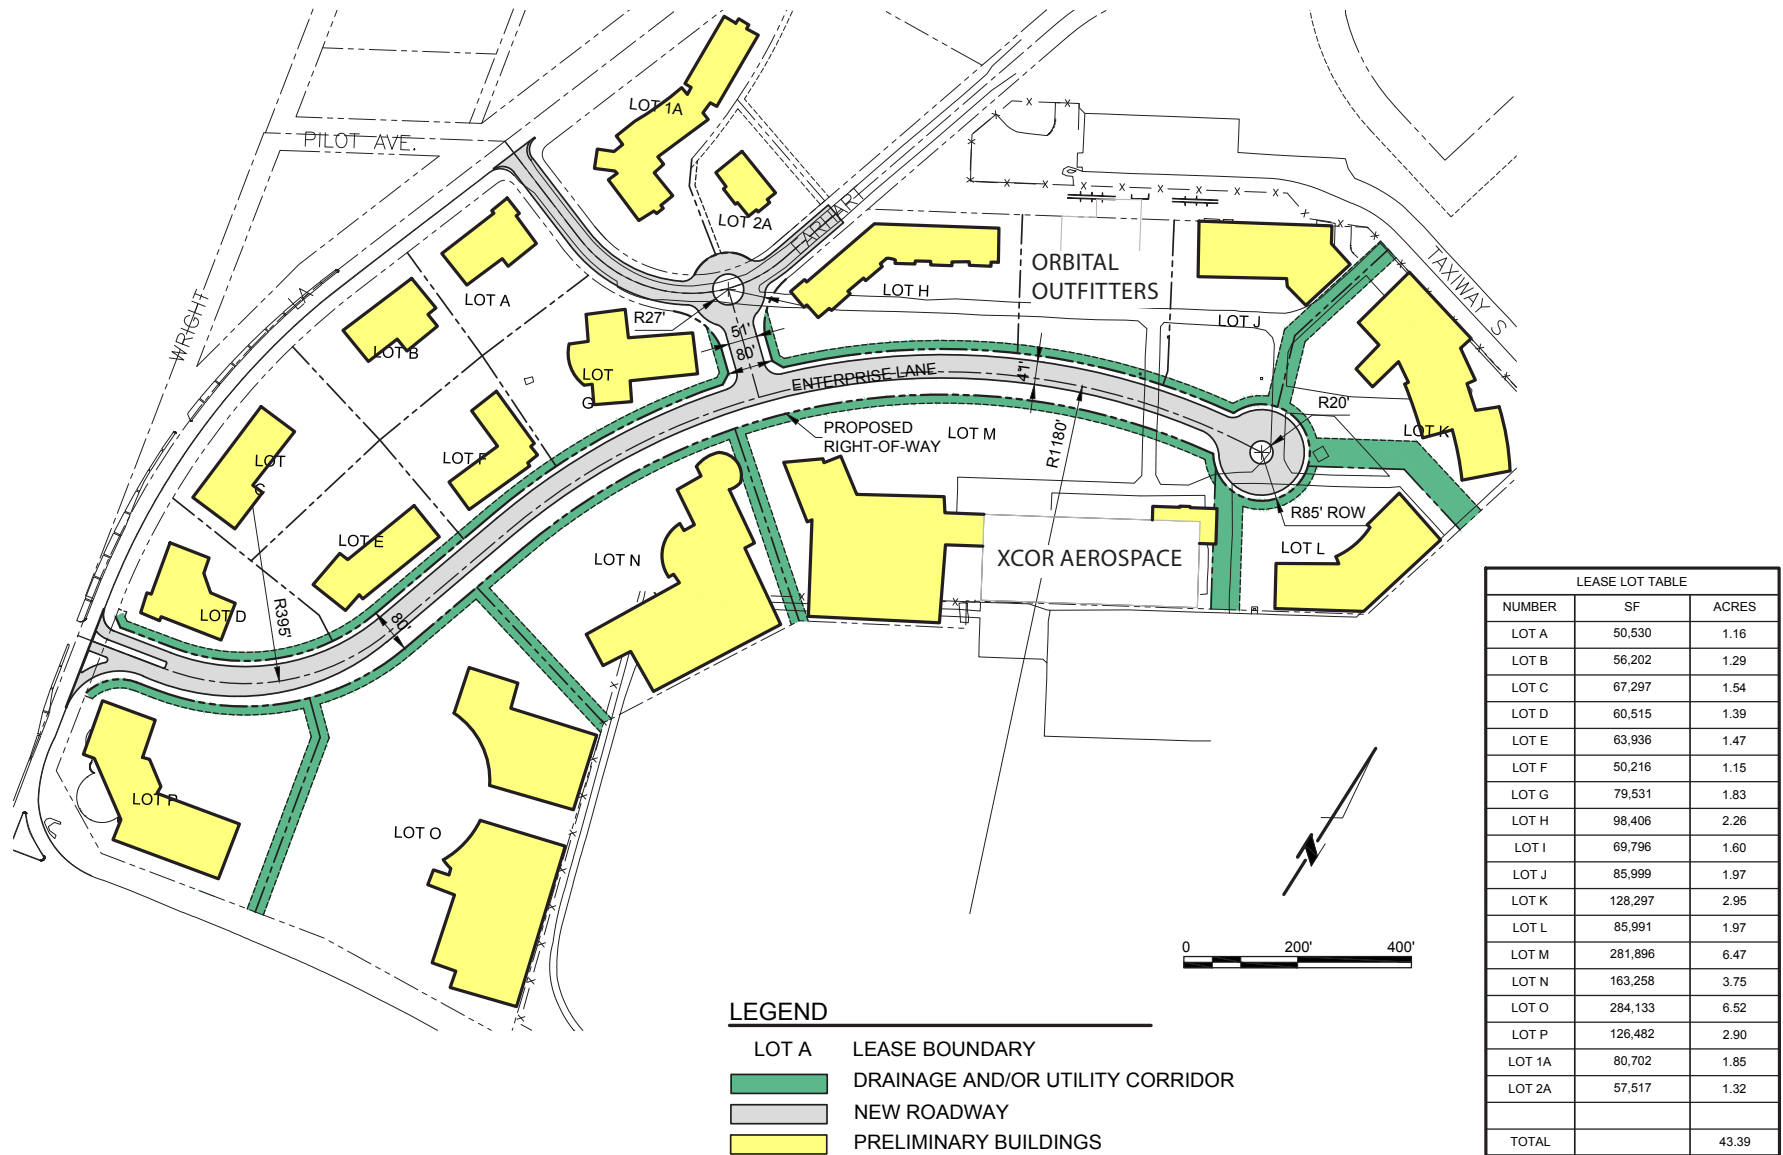 LOT 1A
PILOT AVE.
LOT 2A
EARHART
TAXIWAY S
WRIGHT
LA
LOT A
LOT B
LOT H
ORBITAL
OUTFITTERS
LOT J
R27'
51'
80'
LOT
G
ENTERPRISE LANE
41'
R20'
LOT K
PROPOSED
RIGHT-OF-WAY
LOT M
R1180'
LOT
C
LOT F
R85' ROW
LOT E
LOT N
XCOR AEROSPACE
LOT L
LOT D
R395'
80'
LOT P
LOT O
0 200' 400'
LEGEND
LOT A LEASE BOUNDARY
DRAINAGE AND/OR UTILITY CORRIDOR
NEW ROADWAY
PRELIMINARY BUILDINGS
LEASE LOT TABLE
NUMBER SF ACRES
LOT A 50,530 1.16
LOT B 56,202 1.29
LOT C 67,297 1.54
LOT D 60,515 1.39
LOT E 63,936 1.47
LOT F 50,216 1.15
LOT G 79,531 1.83
LOT H 98,406 2.26
LOT I 69,796 1.60
LOT J 85,999 1.97
LOT K 128,297 2.95
LOT L 85,991 1.97
LOT M 281,896 6.47
LOT N 163,258 3.75
LOT O 284,133 6.52
LOT P 126,482 2.90
LOT 1A 80,702 1.85
LOT 2A 57,517 1.32
TOTAL 43.39